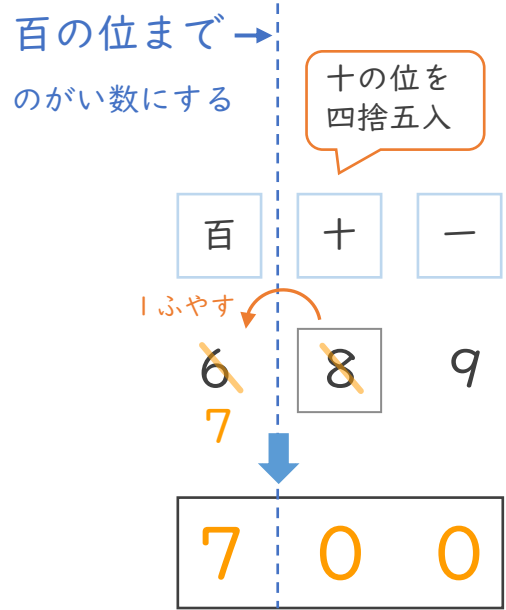 百の位まで
のがい数にする
十の位を
四捨五入
百 十 一
1ふやす
6 8 9
7
7 0 0